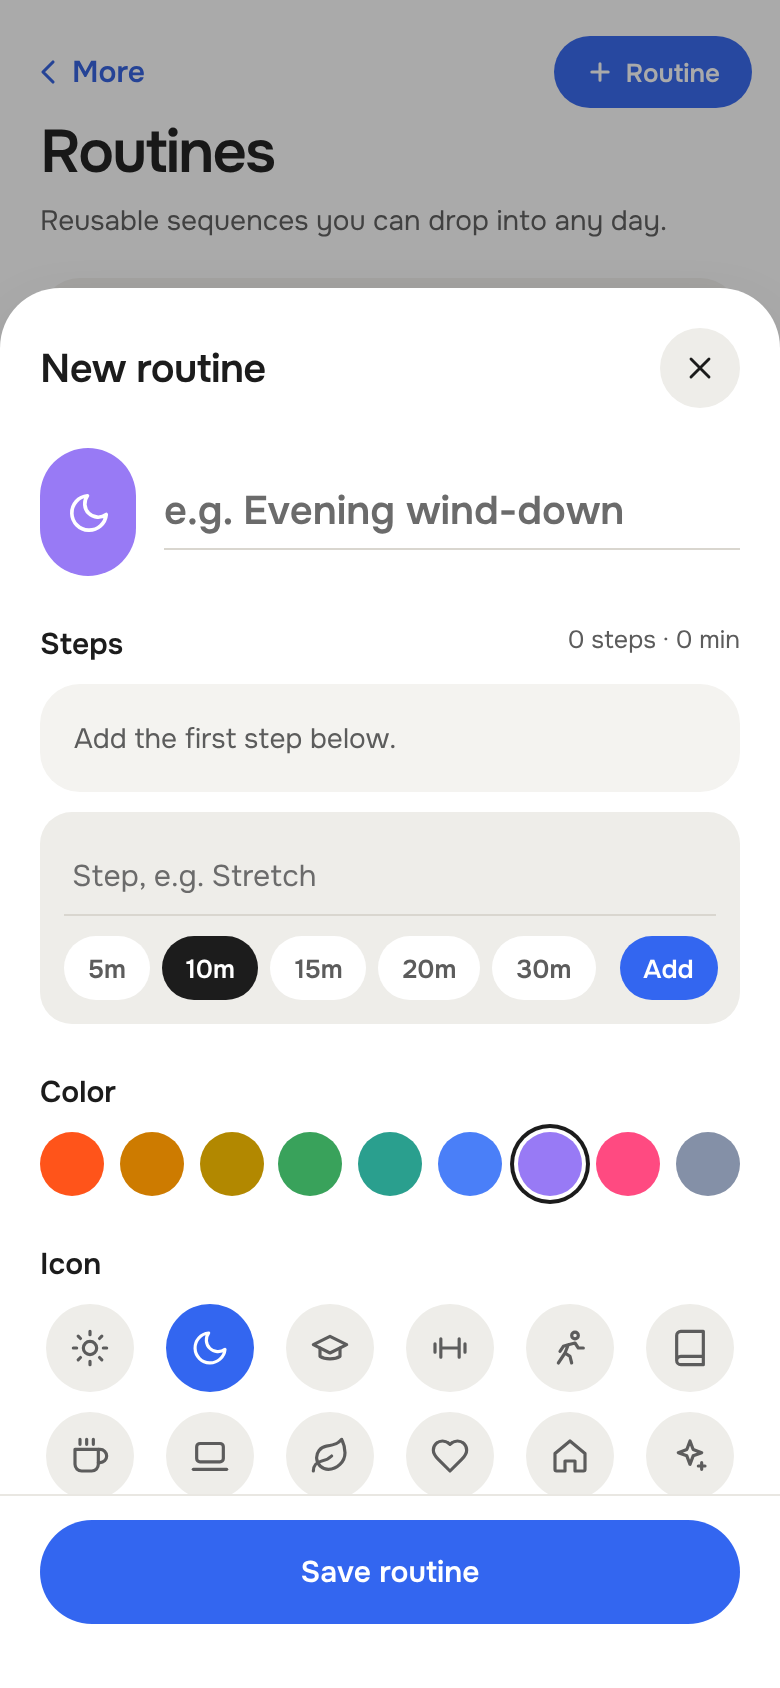 More
+ Routine
Routines
Reusable sequences you can drop into any day.
New routine
e.g. Evening wind-down
Steps
0 steps · 0 min
Add the first step below.
Step, e.g. Stretch
5m
10m
15m
20m
30m
Add
Color
Icon
Save routine